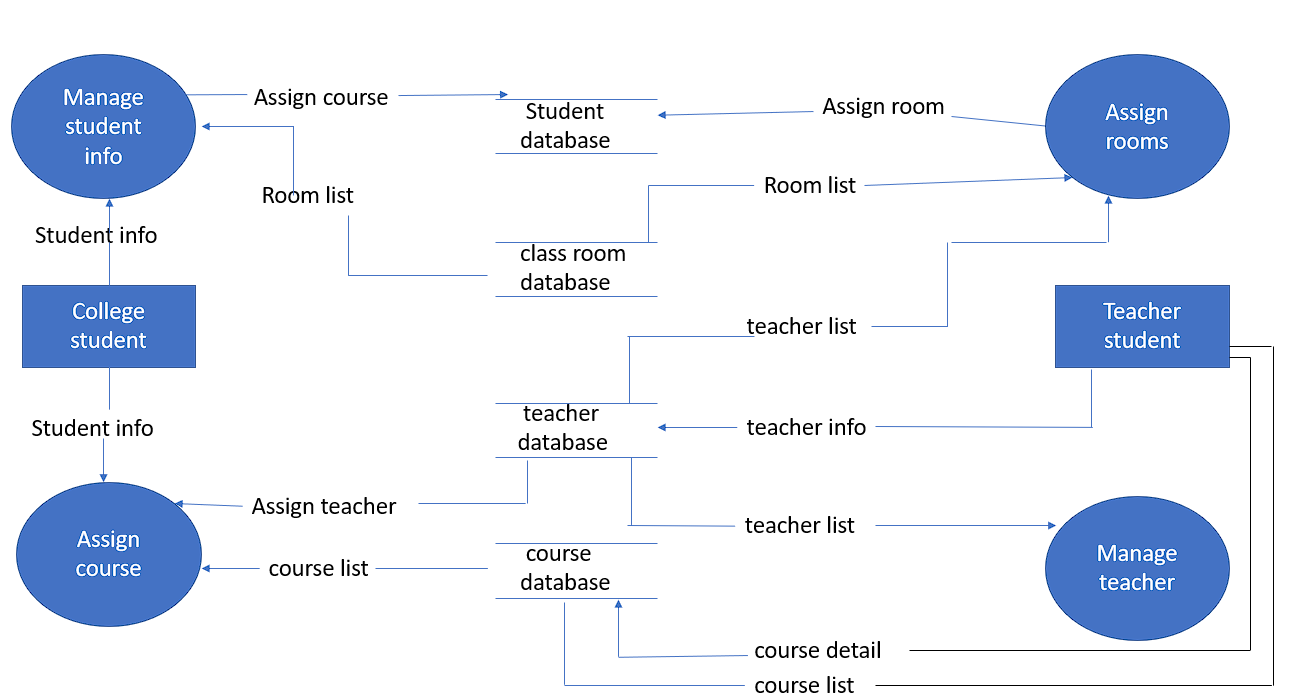 Manage
student
info
Assign course
Student
database
Assign room
Assign
rooms
Room list
Room list
Student info
class room
database
College
student
teacher list
Teacher
student
Student info
teacher
database
teacher info
Assign teacher
teacher list
Assign
course
course list
course
database
Manage
teacher
course detail
course list